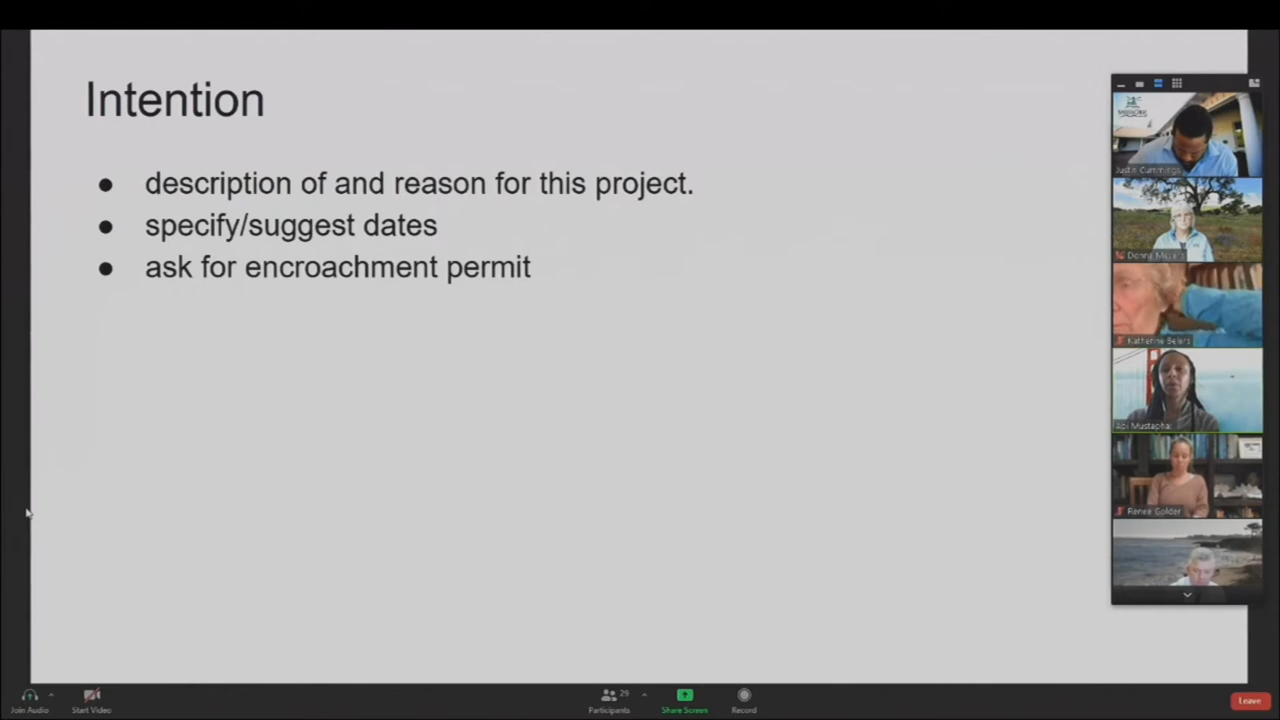 Intention
● description of and reason for this project.
● specify/suggest dates
● ask for encroachment permit
Justin Cummings
Donna Meyers
Katherine Beiers
Abi Mustapha
Renee Golder
Join Audio
Start Video
29
Participants
Share Screen
Record
Leave